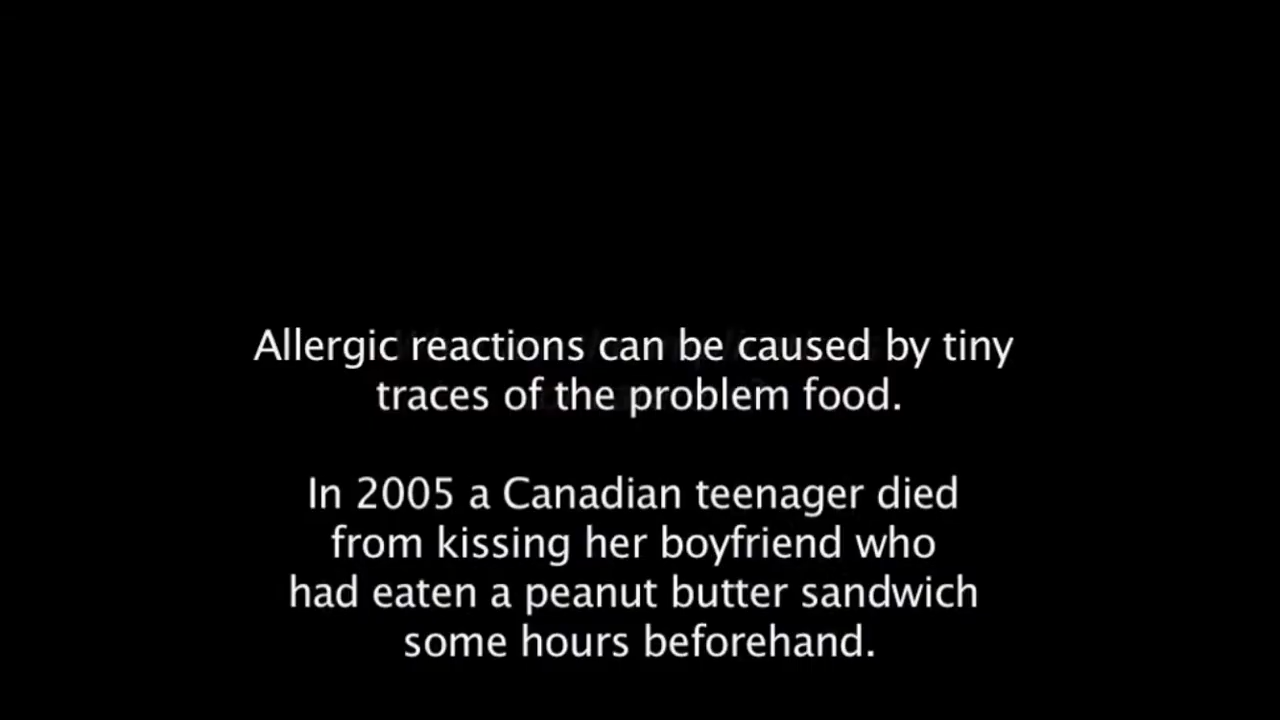 Allergic reactions can be caused by tiny
traces of the problem food.
In 2005 a Canadian teenager died
from kissing her boyfriend who
had eaten a peanut butter sandwich
some hours beforehand.